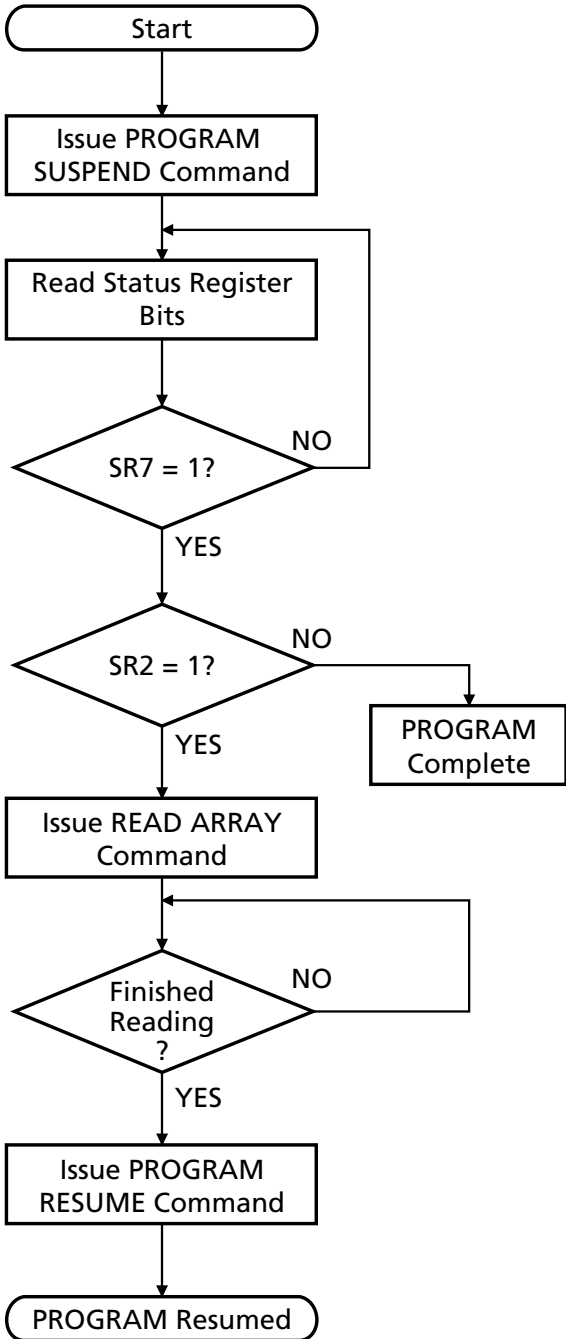 Start
Issue PROGRAM
SUSPEND Command
Read Status Register
Bits
NO
SR7 = 1?
YES
NO
SR2 = 1?
YES
PROGRAM
Complete
Issue READ ARRAY
Command
NO
Finished
Reading
?
YES
Issue PROGRAM
RESUME Command
PROGRAM Resumed